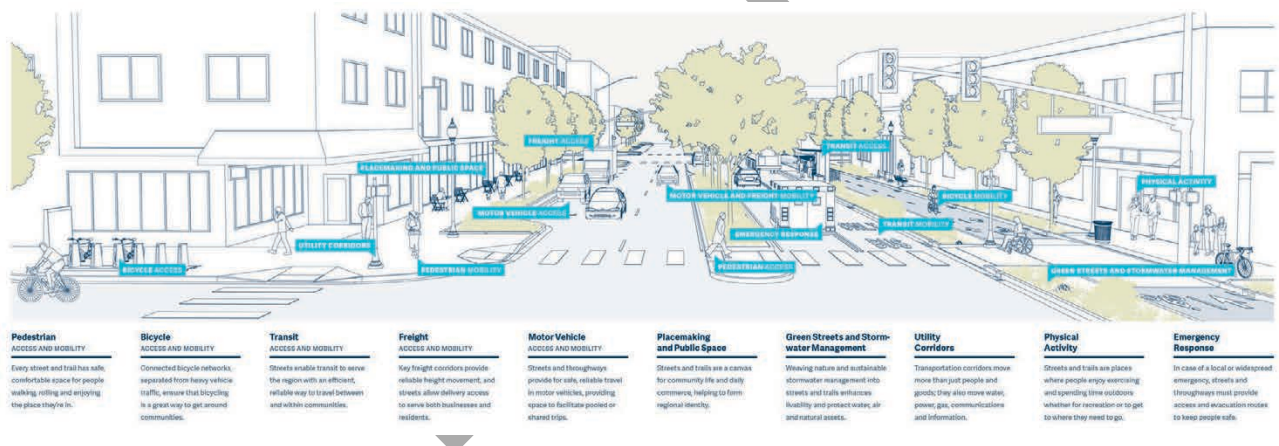 FREIGHT ACCESS
TRANSIT ACCESS
PLACEMAKING AND PUBLIC SPACE
PHYSICAL ACTIVITY
MOTOR VEHICLE AND FREIGHT MOBILITY
BICYCLE MOBILITY
MOTOR VEHICLE ACCESS
TRANSIT MOBILITY
EMERGENCY RESPONSE
UTILITY CORRIDORS
BICYCLE ACCESS
PEDESTRIAN MOBILITY
PEDESTRIAN ACCESS
GREEN STREETS AND STORMWATER MANAGEMENT
Pedestrian
ACCESS AND MOBILITY
Every street and trail has safe,
comfortable space for people
walking, rolling and enjoying
the place they're in.
Bicycle
ACCESS AND MOBILITY
Connected bicycle networks,
separated from heavy vehicle
traffic, ensure that bicycling
is a great way to get around
communities.
Transit
ACCESS AND MOBILITY
Streets enable transit to serve
the region with an efficient,
reliable way to travel between
and within communities.
Freight
ACCESS AND MOBILITY
Key freight corridors provide
reliable freight movement, and
streets allow delivery access
to serve both businesses and
residents.
Motor Vehicle
ACCESS AND MOBILITY
Streets and throughways
provide for safe, reliable travel
in motor vehicles, providing
space to facilitate pooled or
shared trips.
Placemaking
and Public Space
Streets and trails are a canvas
for community life and daily
commerce, helping to form
regional identity.
Green Streets and Storm-
water Management
Weaving nature and sustainable
stormwater management into
streets and trails enhances
livability and protect water, air
and natural assets.
Utility
Corridors
Transportation corridors move
more than just people and
goods; they also move water,
power, gas, communications
and information.
Physical
Activity
Streets and trails are places
where people enjoy exercising
and spending time outdoors
whether for recreation or to get
to where they need to go.
Emergency
Response
In case of a local or widespread
emergency, streets and
throughways must provide
access and evacuation routes
to keep people safe.